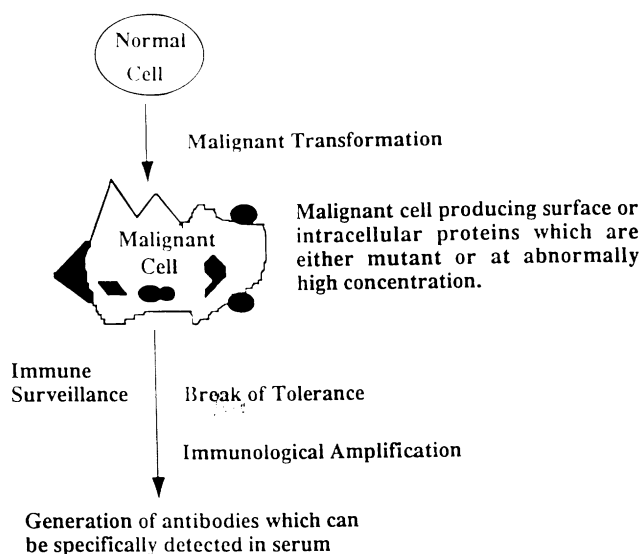 Normal
Cell
Malignant Transformation
Malignant
Cell
Malignant cell producing surface or
intracellular proteins which are
either mutant or at abnormally
high concentration.
Immune
Surveillance
Break of Tolerance
Immunological Amplification
Generation of antibodies which can
be specifically detected in serum